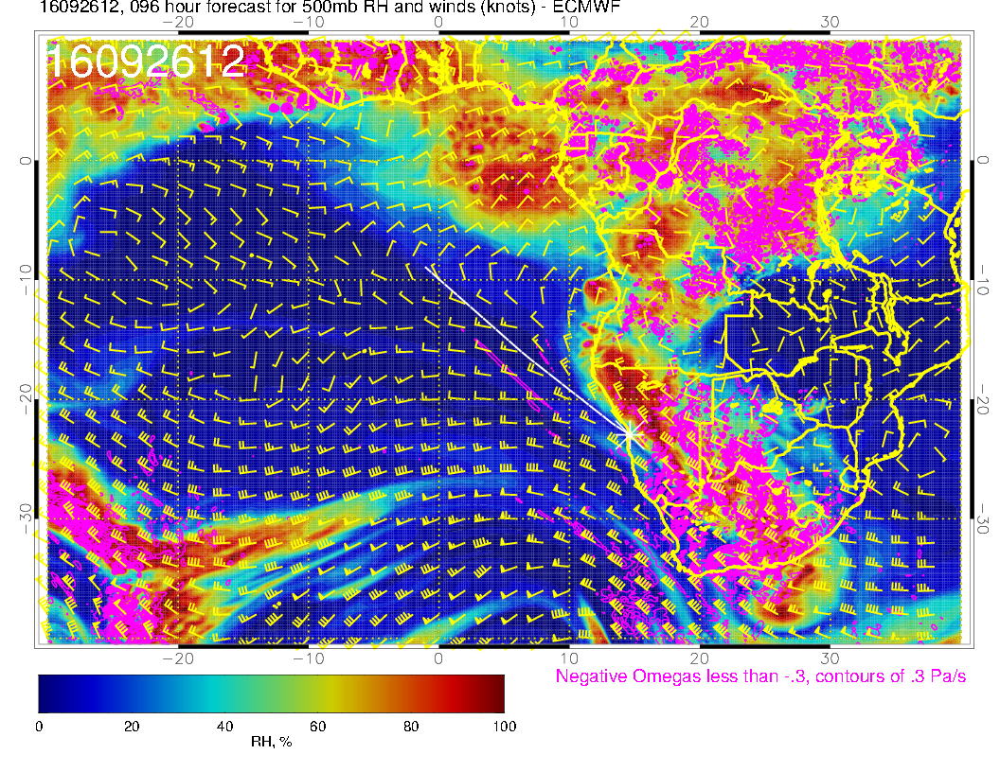 16092612, 096 hour forecast for 500mb RH and winds (knots) - ECMWF
-20 -10 0 10 20 30
16092612
0 0
-10 -10
-20 -20
-30 -30
-20 -10 0 10 20 30
Negative Omegas less than -.3, contours of .3 Pa/s
0 20 40 60 80 100
RH, %